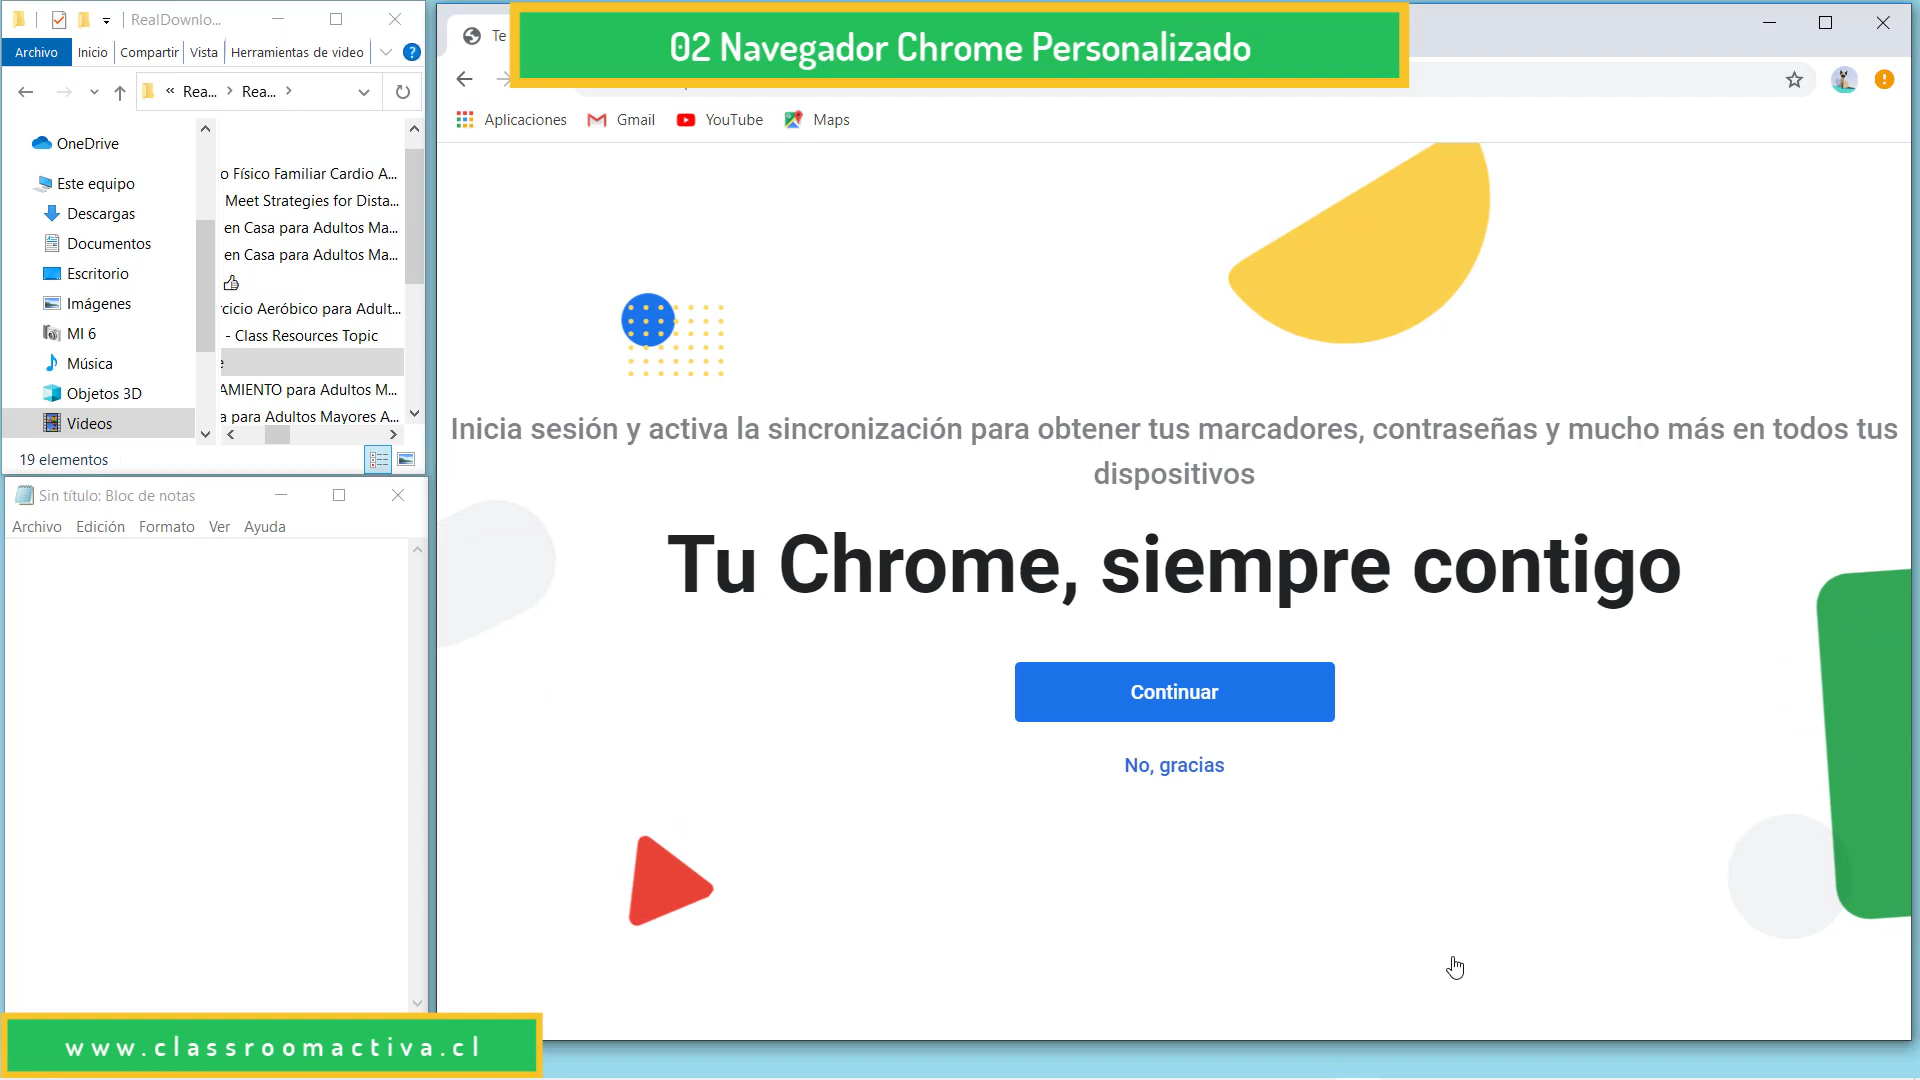 RealDownlo...
Archivo Inicio Compartir Vista Herramientas de video
« Rea... > Rea... >
OneDrive
Este equipo
Descargas
Documentos
Escritorio
Imágenes
MI 6
Música
Objetos 3D
Videos
o Físico Familiar Cardio A...
Meet Strategies for Dista...
en Casa para Adultos Ma...
en Casa para Adultos Ma...
cicio Aeróbico para Adult...
- Class Resources Topic
AMIENTO para Adultos M...
a para Adultos Mayores A...
19 elementos
Sin título: Bloc de notas
Archivo Edición Formato Ver Ayuda
www.classroomactiva.cl
02 Navegador Chrome Personalizado
Te
Aplicaciones Gmail YouTube Maps
Inicia sesión y activa la sincronización para obtener tus marcadores, contraseñas y mucho más en todos tus
dispositivos
Tu Chrome, siempre contigo
Continuar
No, gracias